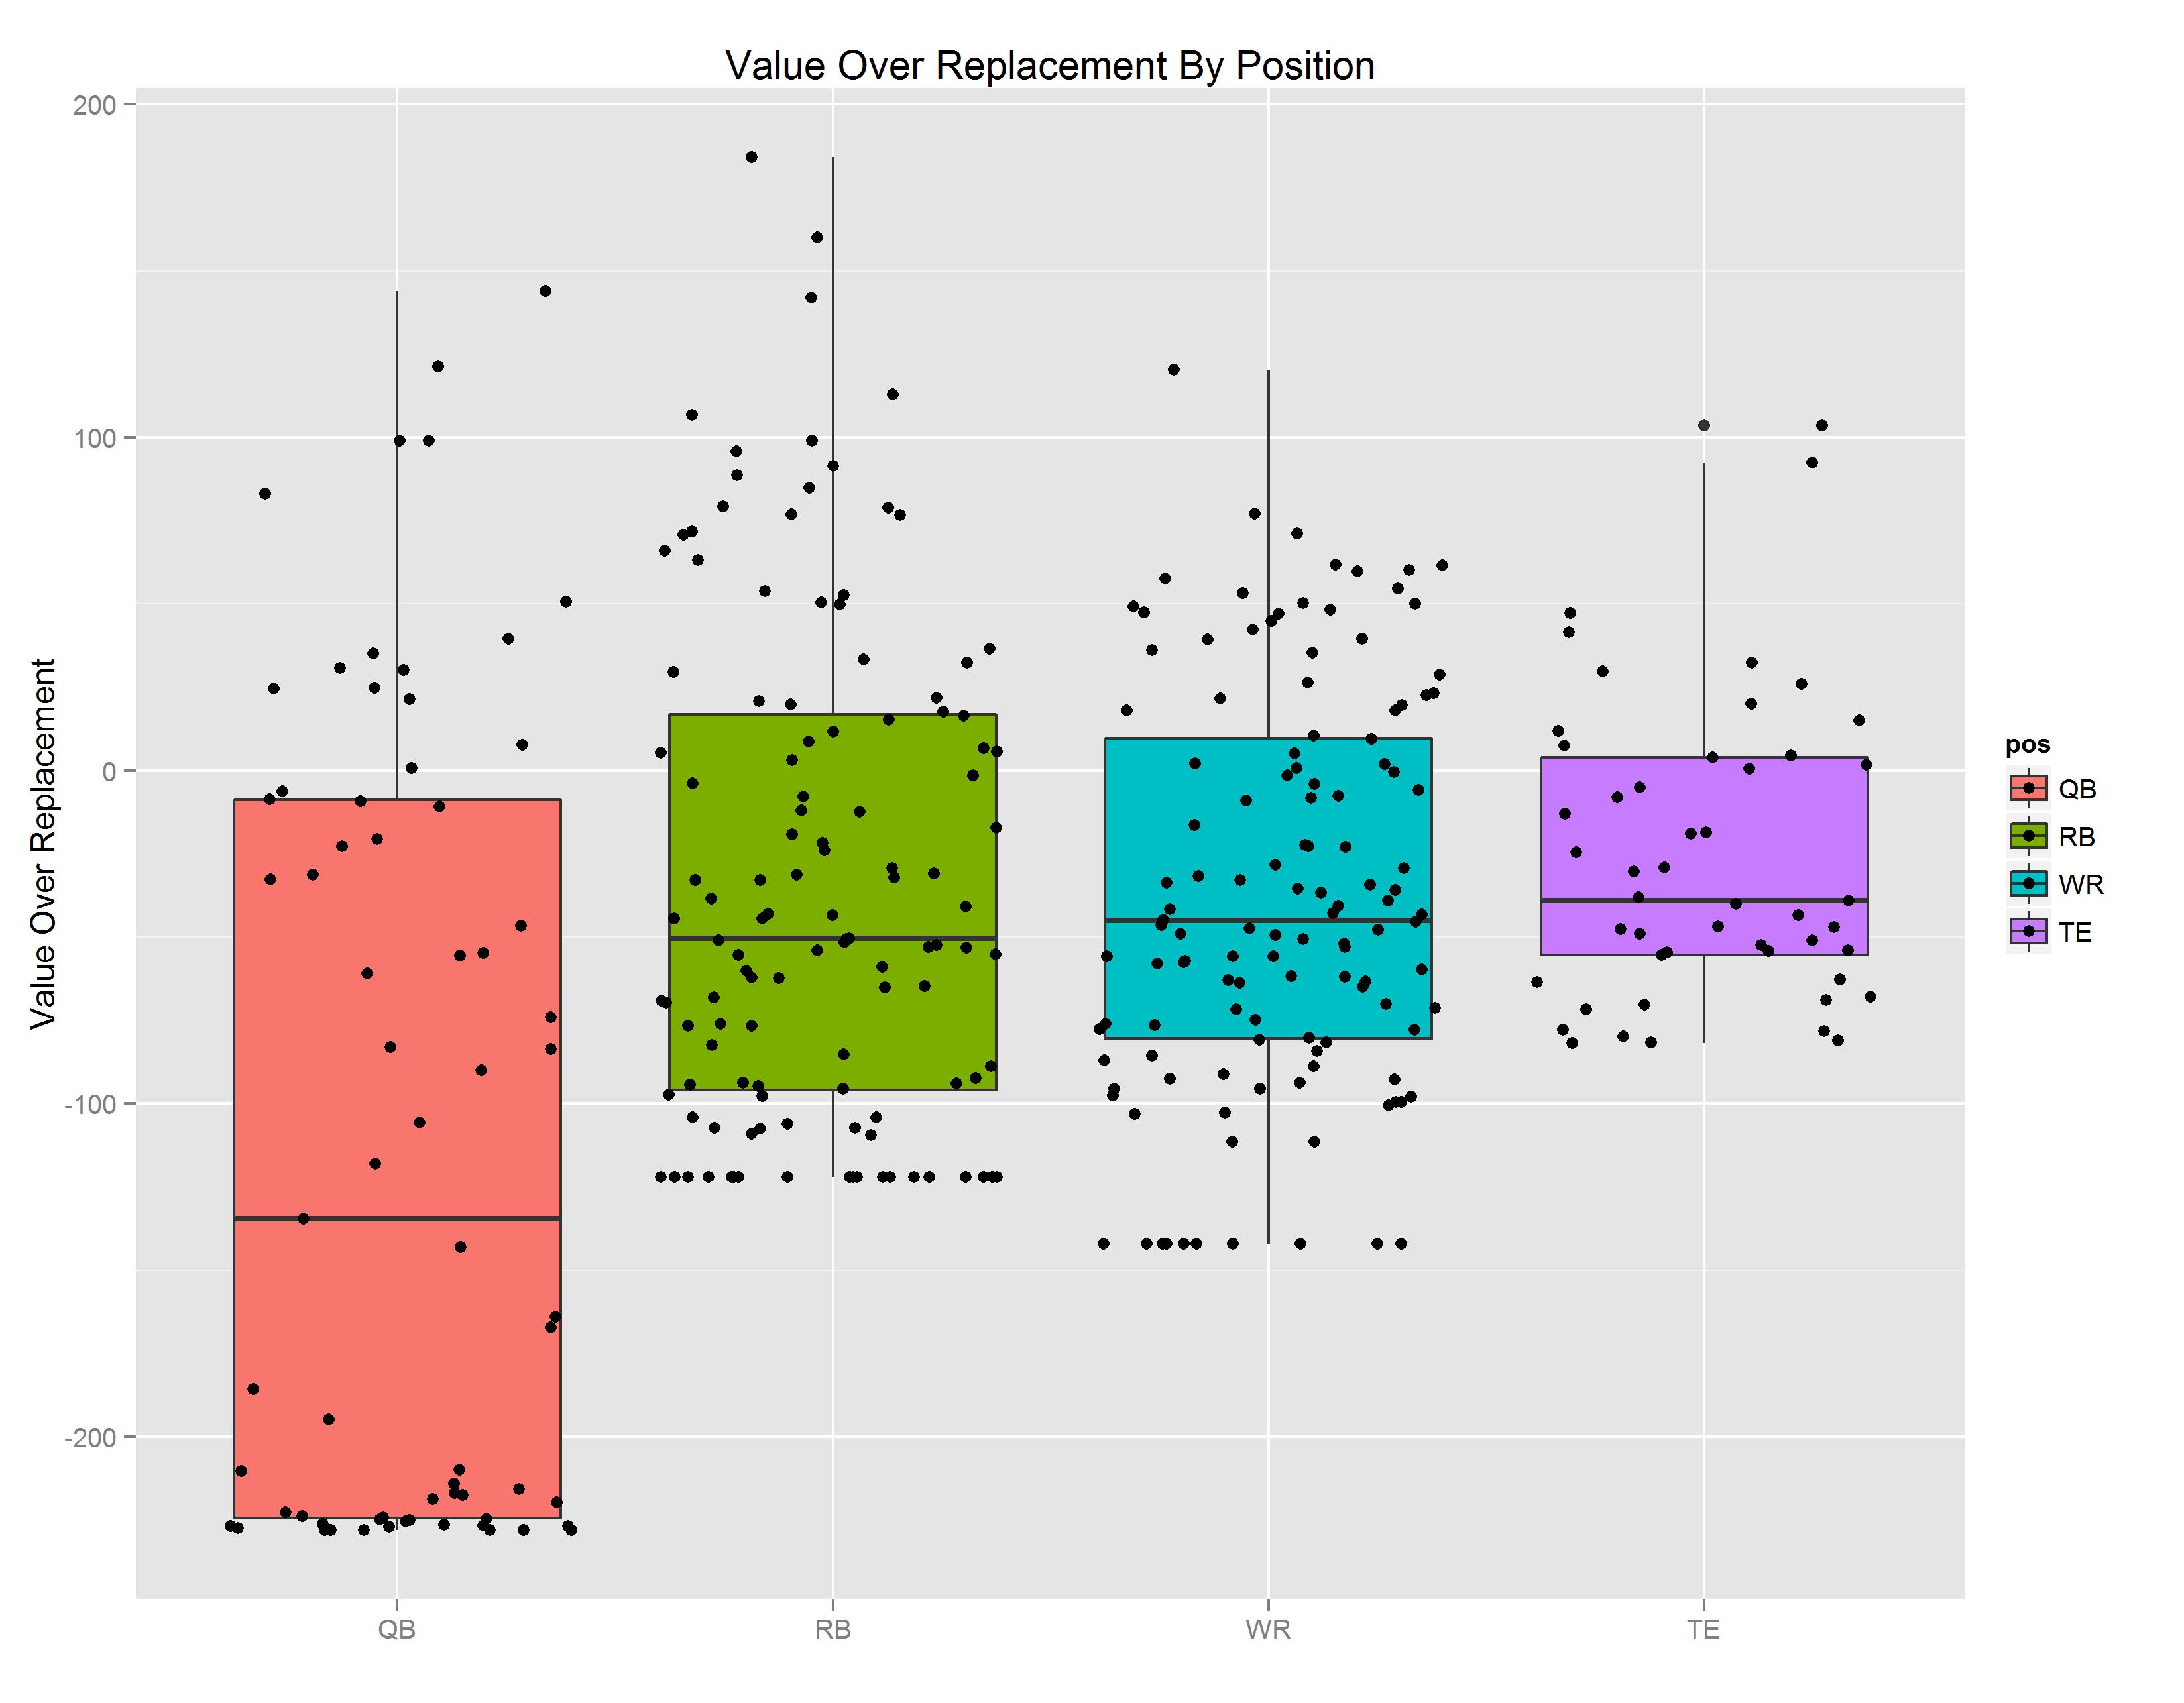 Value Over Replacement By Position
Value Over Replacement
200
100
0
-100
-200
QB RB WR TE
pos
QB
RB
WR
TE